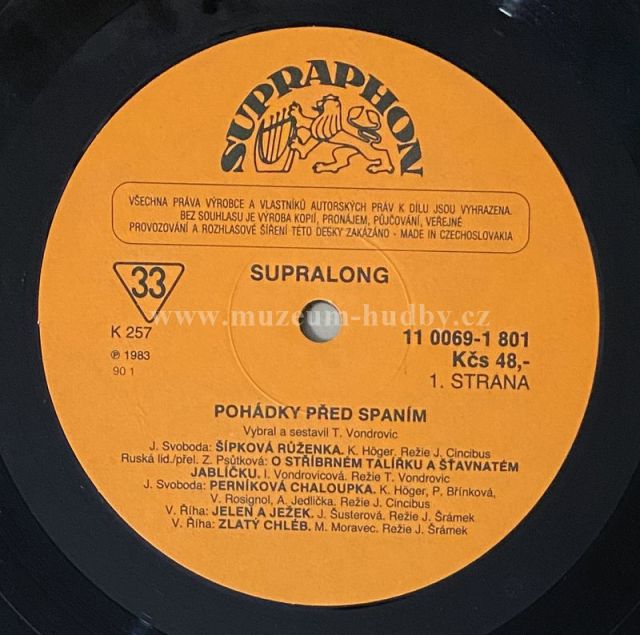 SUPRAPHON
VŠECHNA PRÁVA VÝROBCE A VLASTNÍKŮ AUTORSKÝCH PRÁV K DÍLU JSOU VYHRAZENA.
BEZ SOUHLASU JE VÝROBA KOPIÍ, PRONÁJEM, PŮJČOVÁNÍ, VEŘEJNÉ
PROVOZOVÁNÍ A ROZHLASOVÉ ŠÍŘENÍ TÉTO DESKY ZAKÁZÁNO - MADE IN CZECHOSLOVAKIA
33
SUPRALONG
www.muzeum-hudby.cz
K 257
11 0069-1 801
℗ 1983
Kčs 48,-
90 1
1. STRANA
POHÁDKY PŘED SPANÍM
Vybral a sestavil T. Vondrovic
J. Svoboda: ŠÍPKOVÁ RŮŽENKA. K. Höger. Režie J. Cincibus
Ruská lid./přel. Z. Psůtková: O STŘÍBRNÉM TALÍŘKU A ŠŤAVNATÉM
JABLÍČKU. I. Vondrovicová. Režie T. Vondrovic
J. Svoboda: PERNÍKOVÁ CHALOUPKA. K. Höger, P. Brínková,
V. Rosignol, A. Jedlička. Režie J. Cincibus
V. Říha: JELEN A JEŽEK. J. Šusterová. Režie J. Šrámek
V. Říha: ZLATÝ CHLÉB. M. Moravec. Režie J. Šrámek